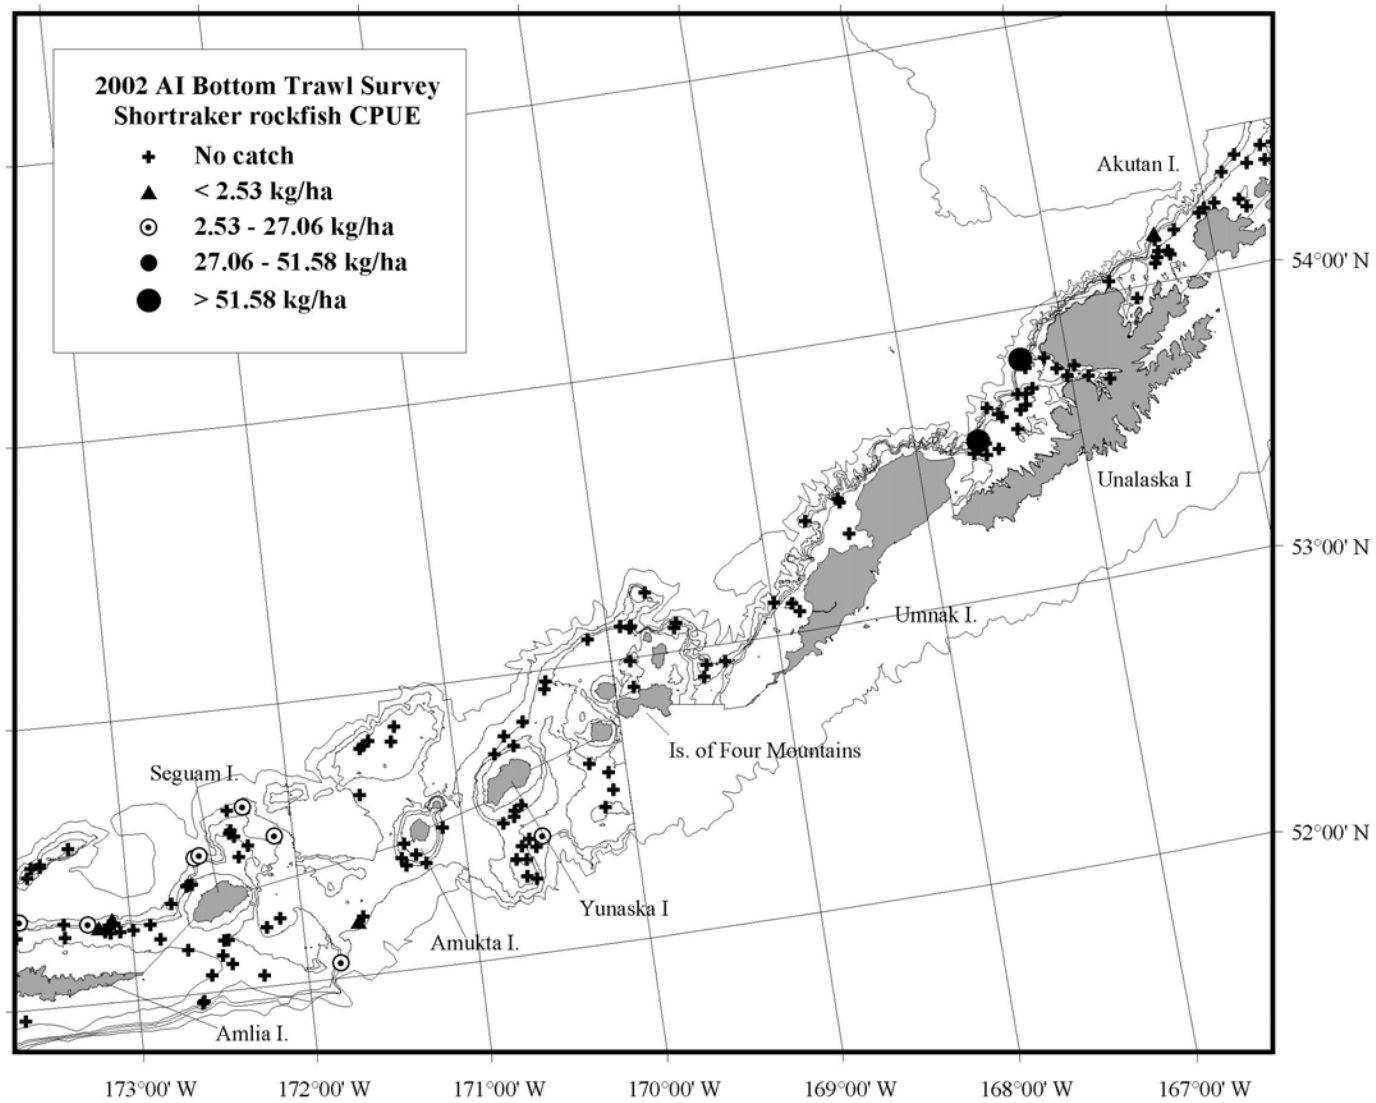 2002 AI Bottom Trawl Survey
Shortraker rockfish CPUE
No catch
< 2.53 kg/ha
2.53 - 27.06 kg/ha
27.06 - 51.58 kg/ha
> 51.58 kg/ha
Akutan I.
54°00' N
Unalaska I
53°00' N
Umnak I.
Is. of Four Mountains
Seguam I.
52°00' N
Yunaska I
Amukta I.
Amlia I.
173°00' W
172°00' W
171°00' W
170°00' W
169°00' W
168°00' W
167°00' W